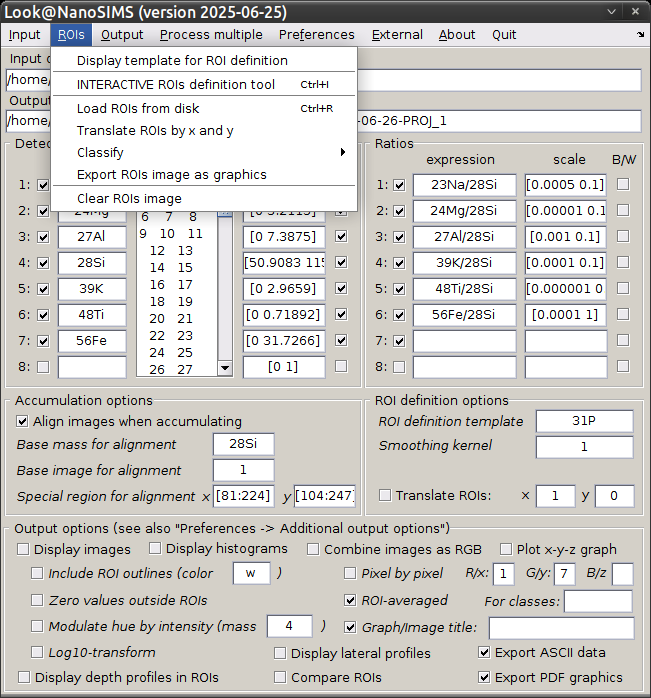 Look@NanoSIMS (version 2025-06-25)
Input ROIs Output Process multiple Preferences External About Quit
Display template for ROI definition
INTERACTIVE ROIs definition tool Ctrl+I
Load ROIs from disk Ctrl+R
Translate ROIs by x and y
Classify
Export ROIs image as graphics
Clear ROIs image
Input
/home/
Output
/home/ -06-26-PROJ_1
Ratios
expression scale B/W
1: 1: 23Na/28Si [0.0005 0.1]
2: 24Mg 6 7 8 [0 3.2113] 2: 24Mg/28Si [0.00001 0.1
3: 27Al 9 10 11 [0 7.3875] 3: 27Al/28Si [0.001 0.1]
12 13
4: 28Si 14 15 [50.9083 115 4: 39K/28Si [0.0001 0.1]
5: 39K 16 17 [0 2.9659] 5: 48Ti/28Si [0.000001 0
18 19
6: 48Ti 20 21 [0 0.71892] 6: 56Fe/28Si [0.0001 1]
7: 56Fe 22 23 [0 31.7266] 7:
24 25
8: 26 27 [0 1] 8:
Accumulation options
Align images when accumulating
Base mass for alignment 28Si
Base image for alignment 1
Special region for alignment x [81:224] y [104:247]
ROI definition options
ROI definition template 31P
Smoothing kernel 1
Translate ROIs: x 1 y 0
Output options (see also "Preferences -> Additional output options")
Display images Display histograms Combine images as RGB Plot x-y-z graph
Include ROI outlines (color w ) Pixel by pixel R/x: 1 G/y: 7 B/z
Zero values outside ROIs ROI-averaged For classes:
Modulate hue by intensity (mass 4 ) Graph/Image title:
Log10-transform Display lateral profiles Export ASCII data
Display depth profiles in ROIs Compare ROIs Export PDF graphics